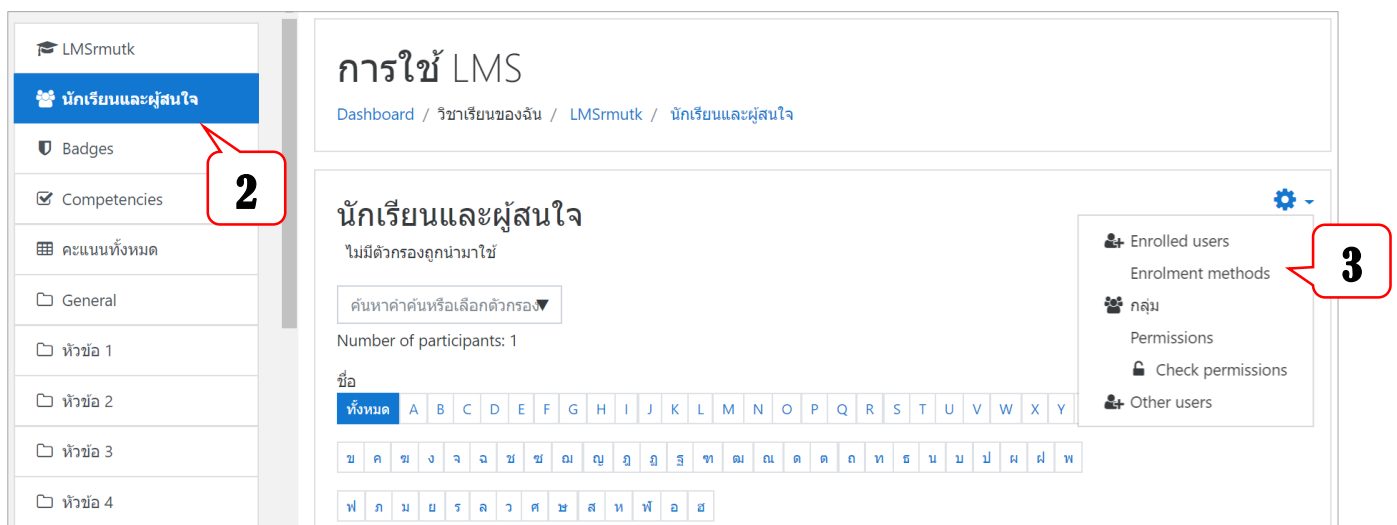 LMSrmutk
นักเรียนและผู้สนใจ
Badges
Competencies
คะแนนทั้งหมด
General
หัวข้อ 1
หัวข้อ 2
หัวข้อ 3
หัวข้อ 4
2
การใช้ LMS
Dashboard / วิชาเรียนของฉัน / LMSrmutk / นักเรียนและผู้สนใจ
นักเรียนและผู้สนใจ
ไม่มีตัวกรองถูกนำมาใช้
ค้นหาคำค้นหรือเลือกตัวกรอง▼
Number of participants: 1
ชื่อ
ทั้งหมด A B C D E F G H I J K L M N O P Q R S T U V W X Y
ข ค ฆ ง จ ฉ ช ซ ฌ ญ ฎ ฏ ฐ ฑ ฒ ณ ด ต ถ ท ธ น บ ป ผ ฝ พ
ฟ ภ ม ย ร ล ว ศ ษ ส ห ฬ อ ฮ
Enrolled users
Enrolment methods
กลุ่ม
Permissions
Check permissions
Other users
3